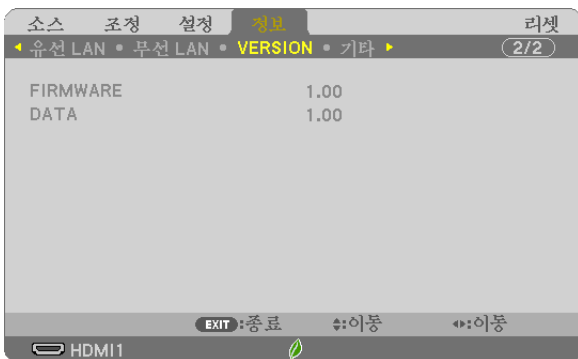 소스 조정 설정 정보 리셋
◀ 유선 LAN ● 부선 LAN ● VERSION ● 기타 ▶ 2/2
FIRMWARE 1.00
DATA 1.00
EXIT:종료 :이동 :이동
HDMI1